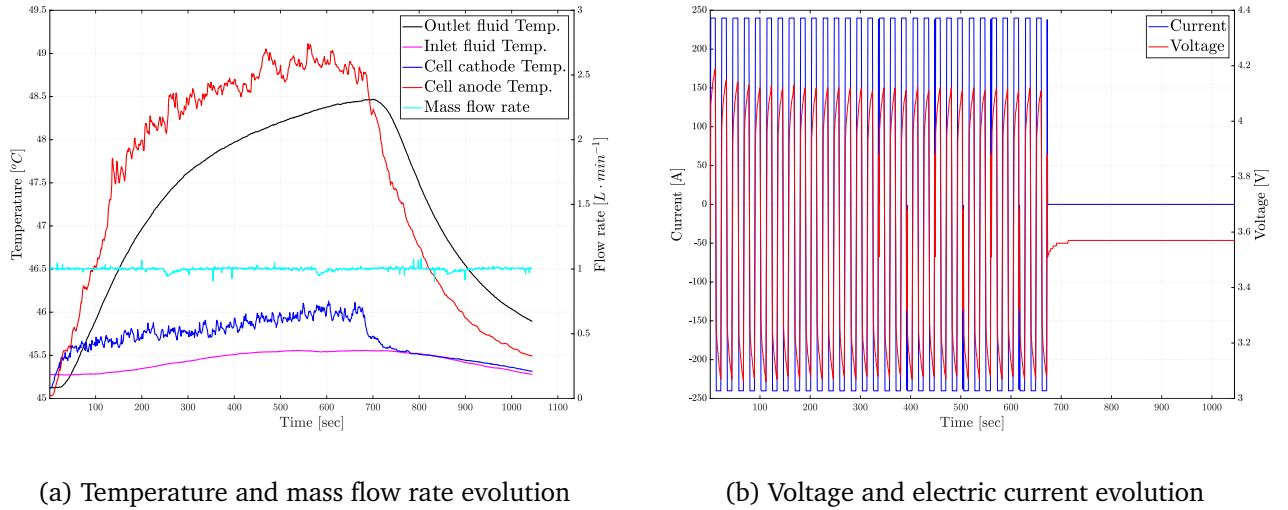 49.5
49
48.5
48
47.5
47
46.5
46
45.5
45
Temperature [°C]
100 200 300 400 500 600 700 800 900 1000 1100
Time [sec]
3
2.5
2
1.5
1
0.5
0
Flow rate [L · min⁻¹]
Outlet fluid Temp.
Inlet fluid Temp.
Cell cathode Temp.
Cell anode Temp.
Mass flow rate
(a) Temperature and mass flow rate evolution
250
200
150
100
50
0
-50
-100
-150
-200
-250
Current [A]
100 200 300 400 500 600 700 800 900 1000
Time [sec]
4.4
4.2
4
3.8
3.6
3.4
3.2
3
Voltage [V]
Current
Voltage
(b) Voltage and electric current evolution